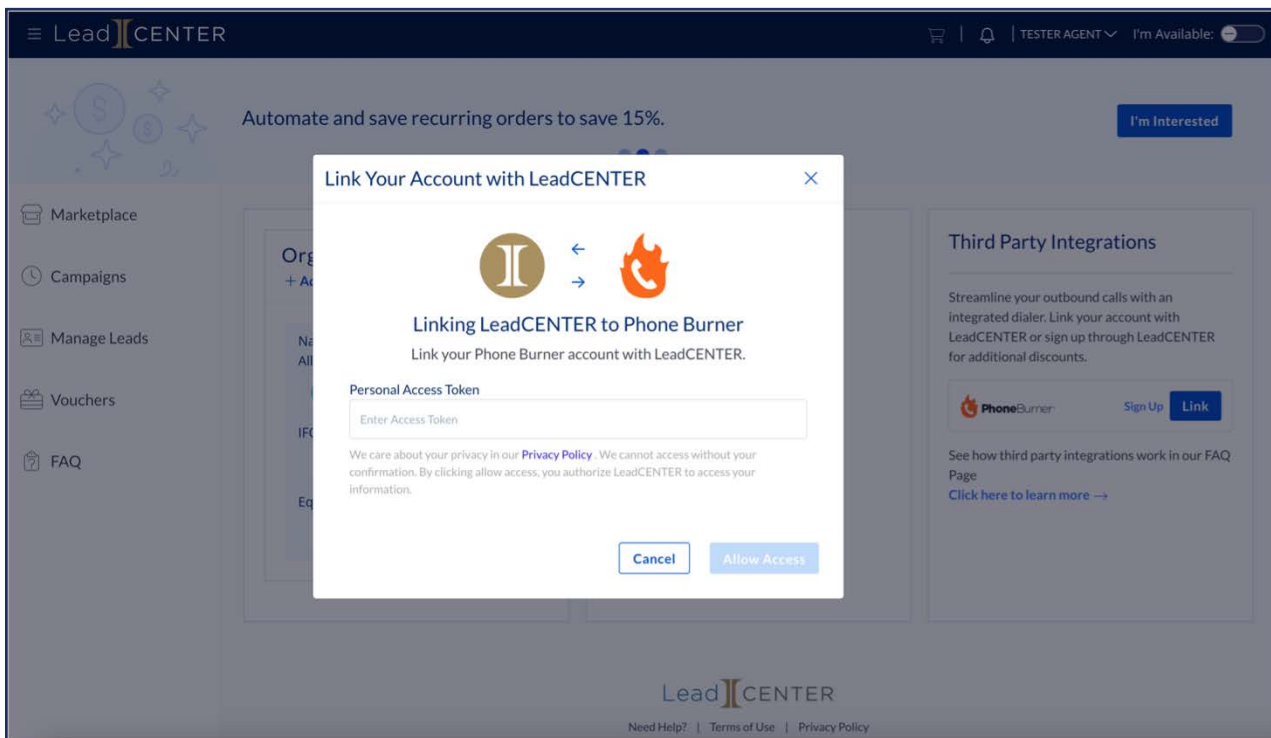 Lead CENTER
TESTER AGENT
I'm Available:
Automate and save recurring orders to save 15%.
I'm Interested
Marketplace
Campaigns
Manage Leads
Vouchers
FAQ
Link Your Account with LeadCENTER
Linking LeadCENTER to Phone Burner
Link your Phone Burner account with LeadCENTER.
Personal Access Token
Enter Access Token
We care about your privacy in our Privacy Policy . We cannot access without your
confirmation. By clicking allow access, you authorize LeadCENTER to access your
information.
Cancel
Allow Access
Third Party Integrations
Streamline your outbound calls with an
integrated dialer. Link your account with
LeadCENTER or sign up through LeadCENTER
for additional discounts.
PhoneBurner
Sign Up
Link
See how third party integrations work in our FAQ
Page
Click here to learn more →
Lead CENTER
Need Help? | Terms of Use | Privacy Policy